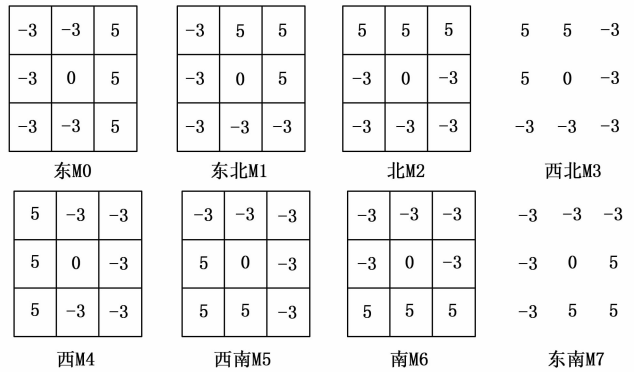 -3 -3 5 -3 5 5 5 5 5 5 5 -3
-3 0 5 -3 0 5 -3 0 -3 5 0 -3
-3 -3 5 -3 -3 -3 -3 -3 -3 -3 -3 -3
东M0 东北M1 北M2 西北M3
5 -3 -3 -3 -3 -3 -3 -3 -3 -3 -3 -3
5 0 -3 5 0 -3 -3 0 -3 -3 0 5
5 -3 -3 5 5 -3 5 5 5 -3 5 5
西M4 西南M5 南M6 东南M7